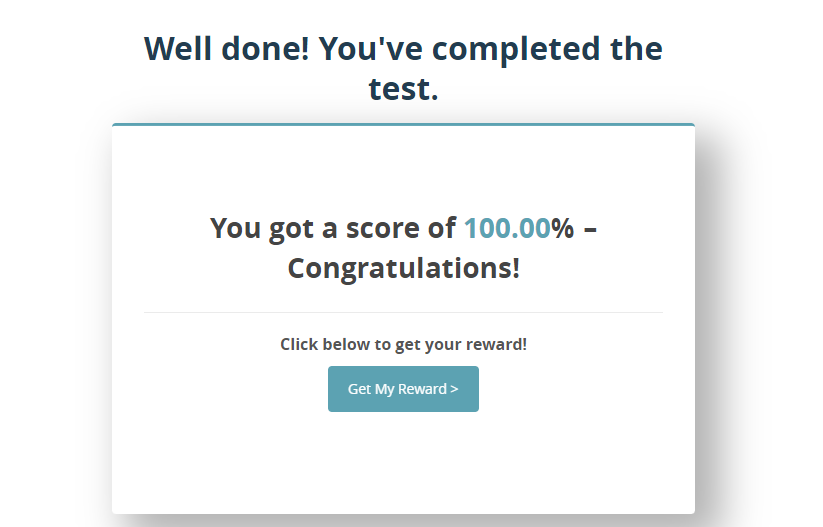 Well done! You've completed the
test.
You got a score of 100.00% –
Congratulations!
Click below to get your reward!
Get My Reward >